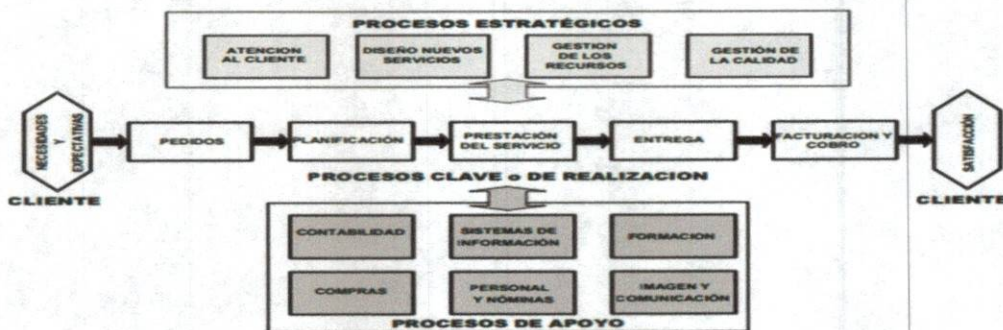 PROCESOS ESTRATÉGICOS
ATENCION
AL CLIENTE
DISEÑO NUEVOS
SERVICIOS
GESTION
DE LOS
RECURSOS
GESTIÓN DE
LA CALIDAD
NECESIDADES
Y
EXPECTATIVAS
CLIENTE
PEDIDOS
PLANIFICACIÓN
PRESTACIÓN
DEL SERVICIO
ENTREGA
FACTURACION Y
COBRO
SATISFACCIÓN
CLIENTE
PROCESOS CLAVE o DE REALIZACION
CONTABILIDAD
SISTEMAS DE
INFORMACIÓN
FORMACION
COMPRAS
PERSONAL
Y NÓMINAS
IMAGEN Y
COMUNICACIÓN
PROCESOS DE APOYO